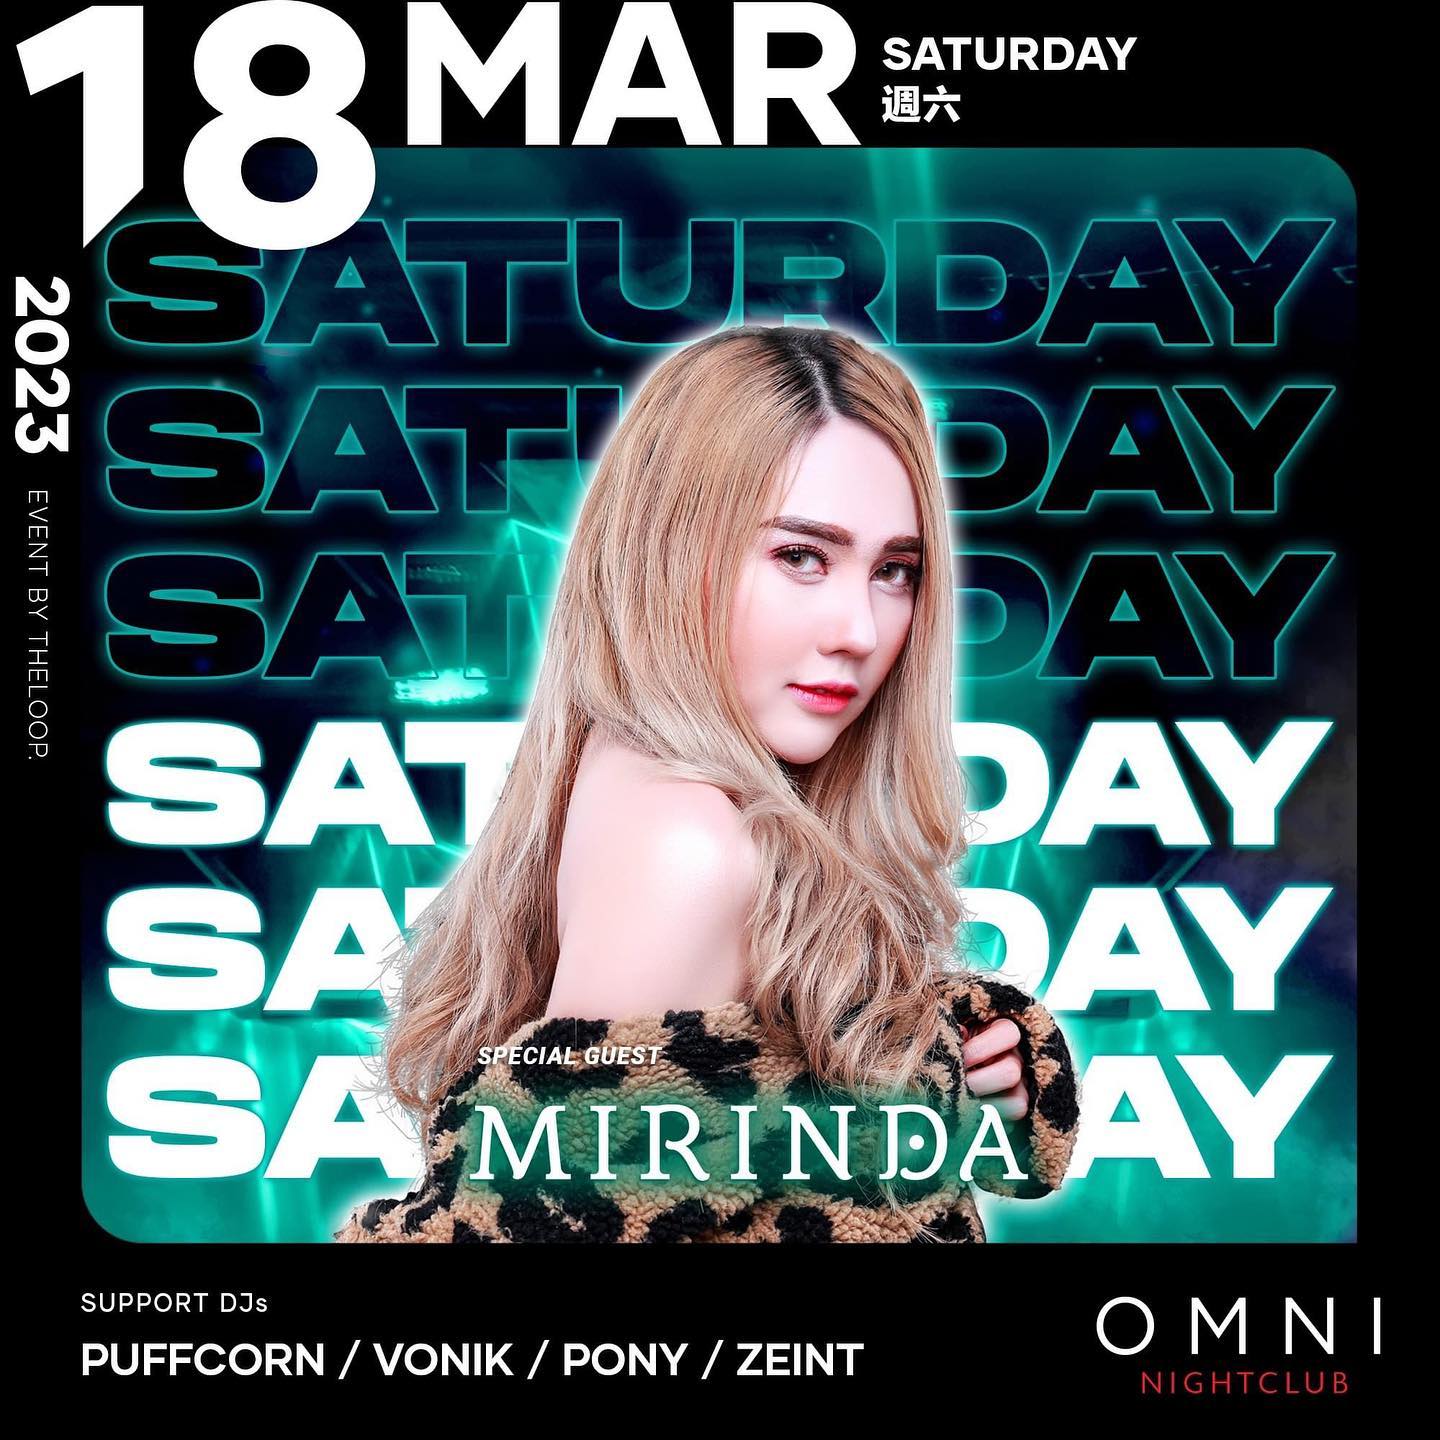 18 MAR
SATURDAY
週六
2023
EVENT BY THELOOP.
SATURDAY
SATURDAY
SATURDAY
SATURDAY
SATURDAY
SATURDAY
SPECIAL GUEST
MIRINDA
SUPPORT DJs
PUFFCORN / VONIK / PONY / ZEINT
OMNI
NIGHTCLUB